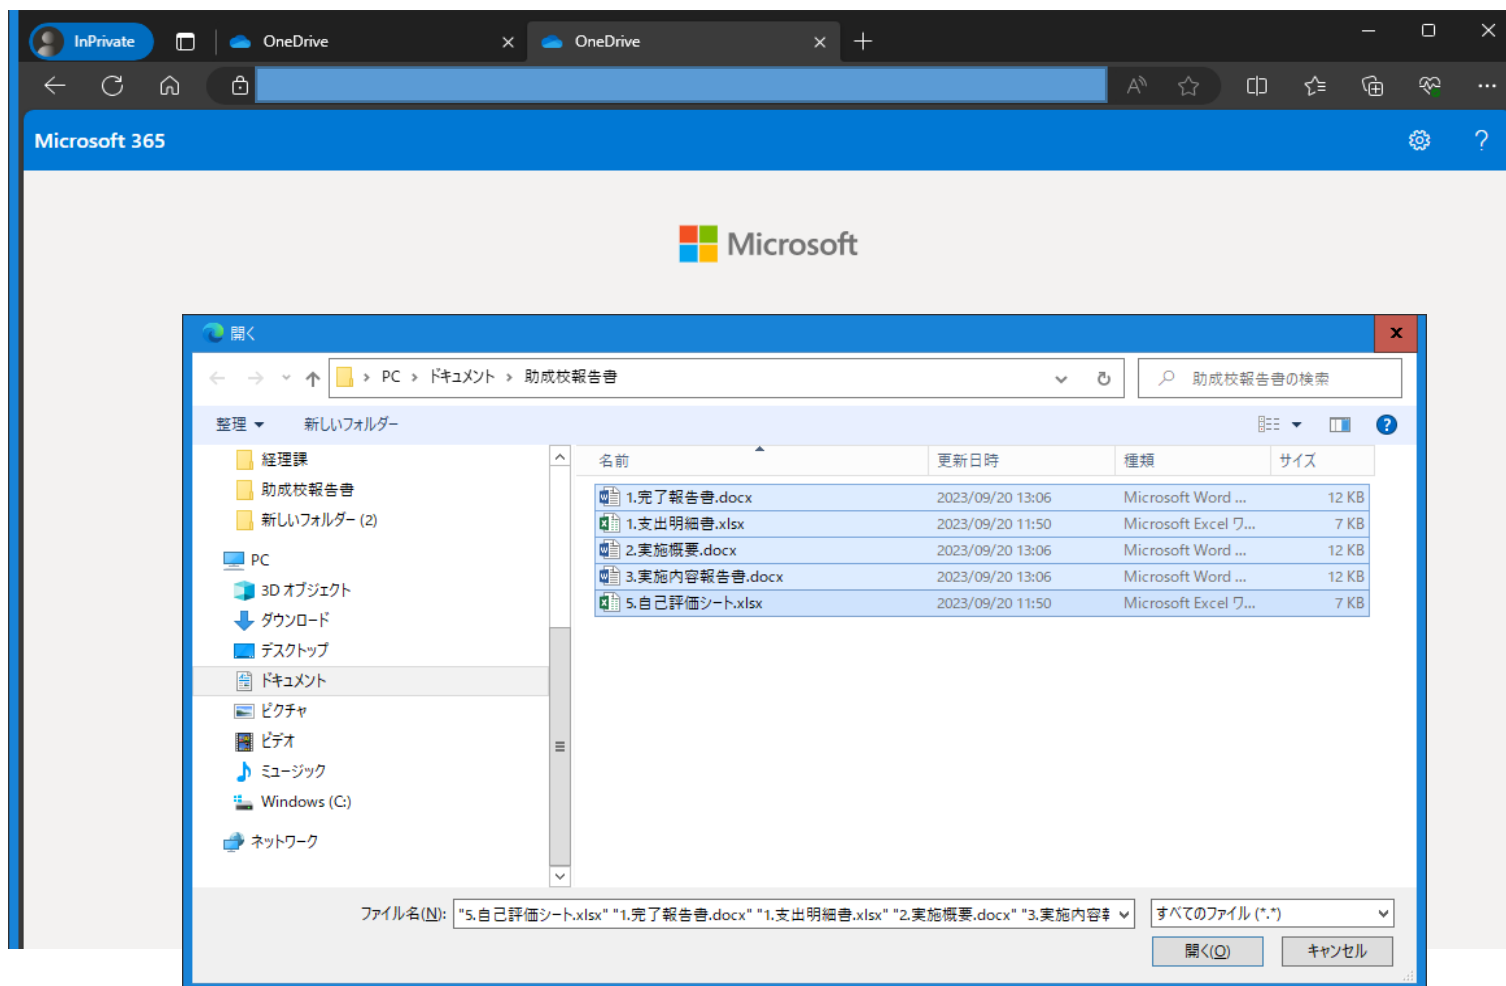 InPrivate OneDrive OneDrive
Microsoft 365
Microsoft
開く
PC › ドキュメント › 助成校報告書 助成校報告書の検索
整理 新しいフォルダー
経理課
助成校報告書
新しいフォルダー (2)
PC
3D オブジェクト
ダウンロード
デスクトップ
ドキュメント
ピクチャ
ビデオ
ミュージック
Windows (C:)
ネットワーク
名前 更新日時 種類 サイズ
1.完了報告書.docx 2023/09/20 13:06 Microsoft Word ... 12 KB
1.支出明細書.xlsx 2023/09/20 11:50 Microsoft Excel ワ... 7 KB
2.実施概要.docx 2023/09/20 13:06 Microsoft Word ... 12 KB
3.実施内容報告書.docx 2023/09/20 13:06 Microsoft Word ... 12 KB
5.自己評価シート.xlsx 2023/09/20 11:50 Microsoft Excel ワ... 7 KB
ファイル名(N): "5.自己評価シート.xlsx" "1.完了報告書.docx" "1.支出明細書.xlsx" "2.実施概要.docx" "3.実施内容 すべてのファイル (*.*)
開く(O) キャンセル